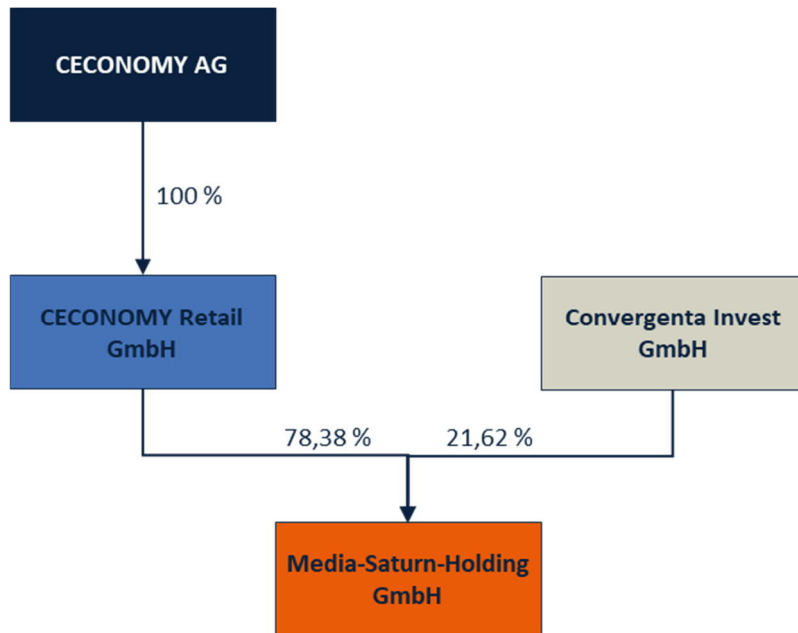 CECONOMY AG
100 %
CECONOMY Retail
GmbH
Convergenta Invest
GmbH
78,38 %
21,62 %
Media-Saturn-Holding
GmbH